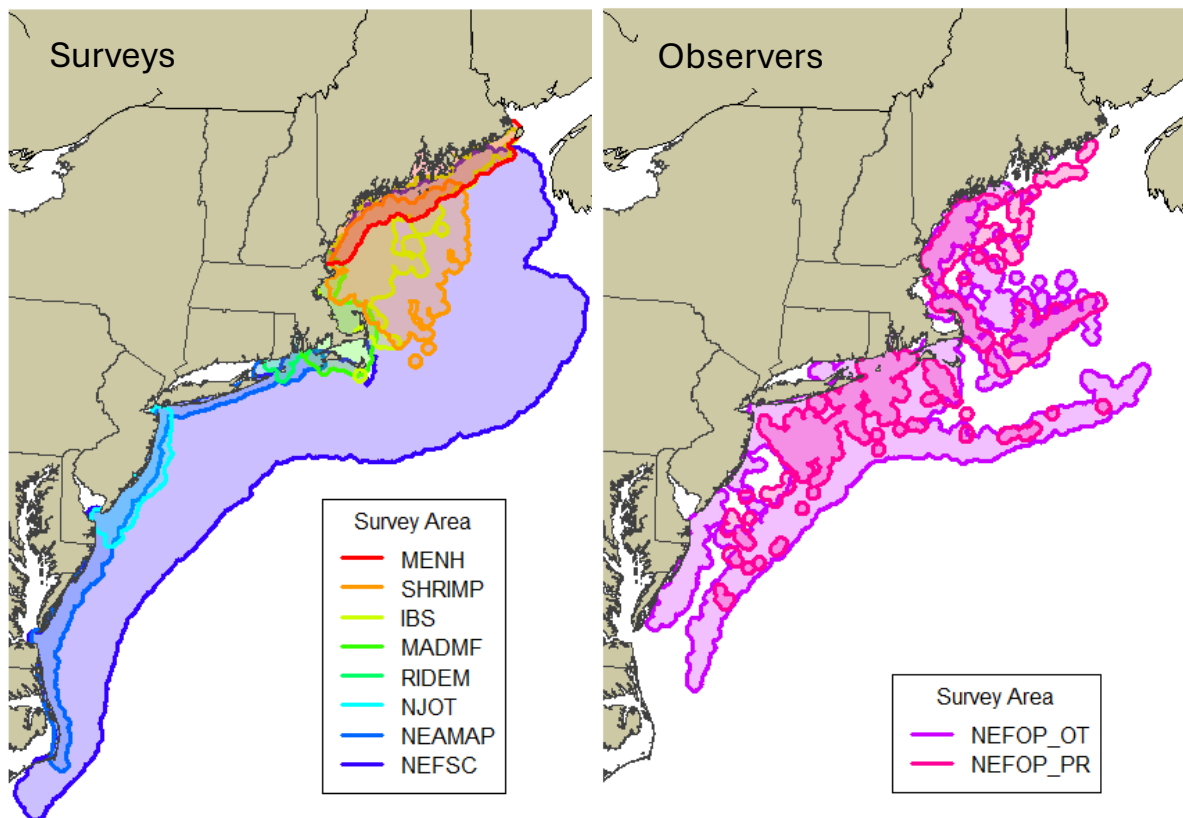 Surveys
Survey Area
MENH
SHRIMP
IBS
MADMF
RIDEM
NJOT
NEAMAP
NEFSC
Observers
Survey Area
NEFOP_OT
NEFOP_PR